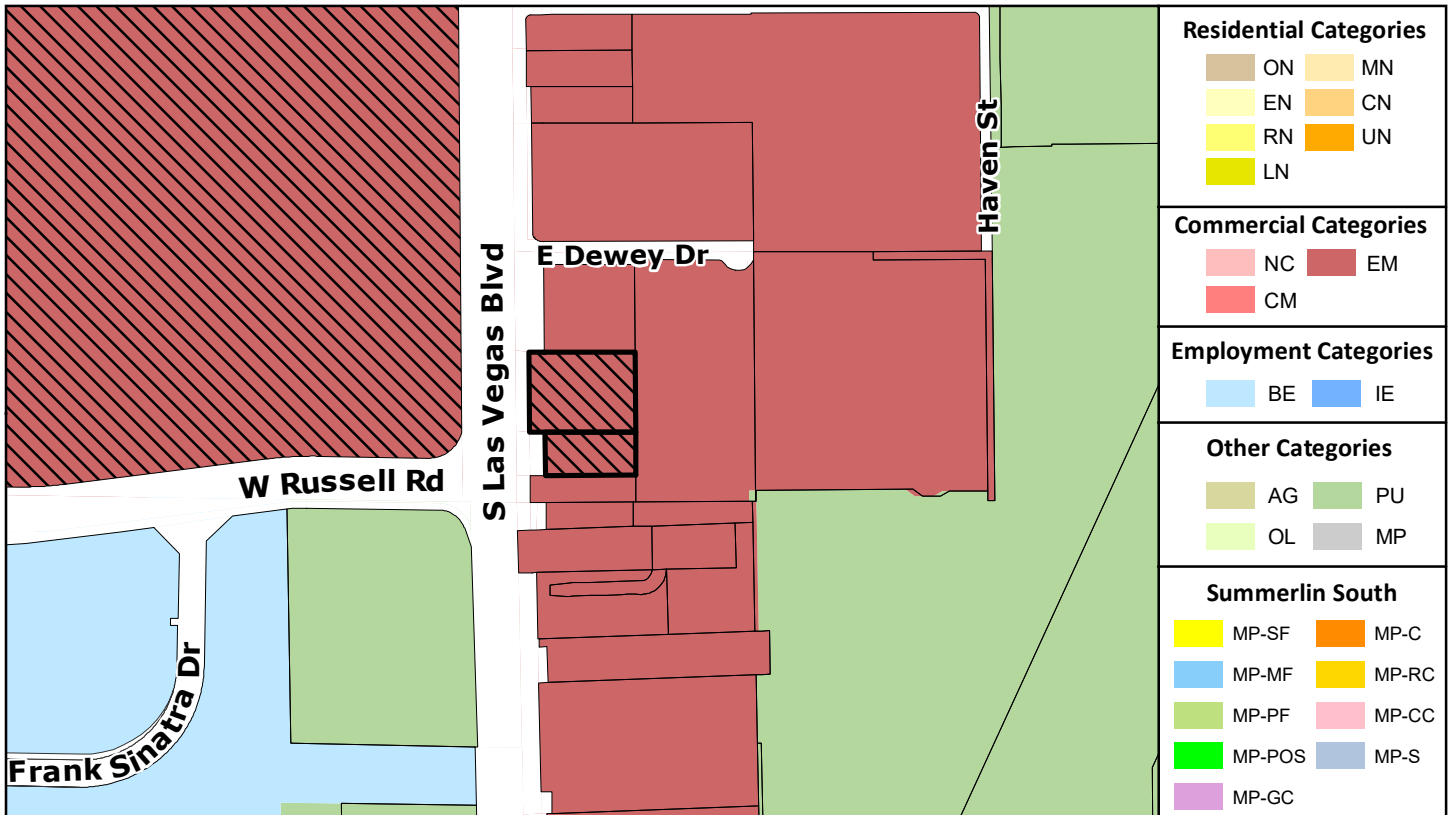 Haven St
E Dewey Dr
S Las Vegas Blvd
W Russell Rd
Frank Sinatra Dr
Residential Categories
ON MN
EN CN
RN UN
LN
Commercial Categories
NC EM
CM
Employment Categories
BE IE
Other Categories
AG PU
OL MP
Summerlin South
MP-SF MP-C
MP-MF MP-RC
MP-PF MP-CC
MP-POS MP-S
MP-GC